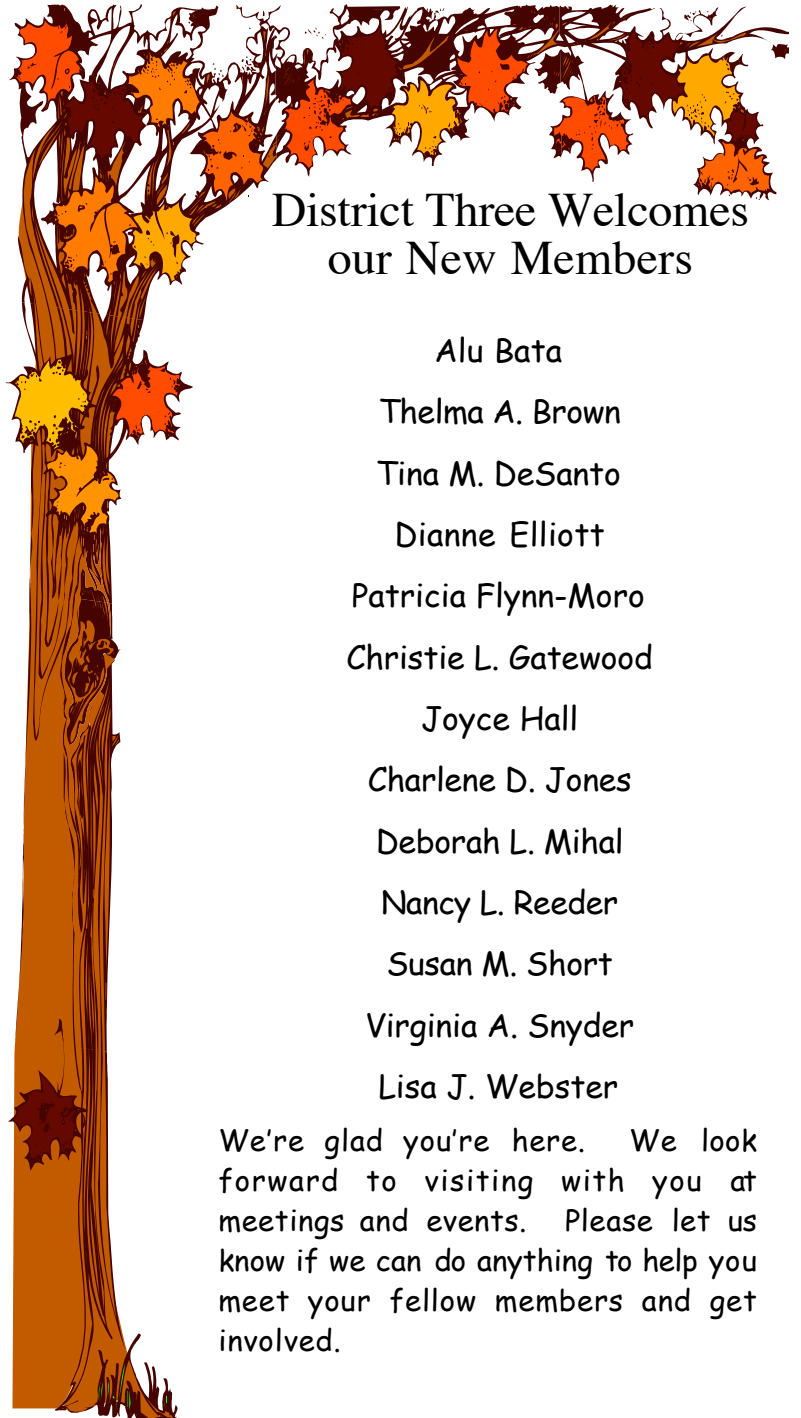 District Three Welcomes
our New Members
Alu Bata
Thelma A. Brown
Tina M. DeSanto
Dianne Elliott
Patricia Flynn-Moro
Christie L. Gatewood
Joyce Hall
Charlene D. Jones
Deborah L. Mihal
Nancy L. Reeder
Susan M. Short
Virginia A. Snyder
Lisa J. Webster
We’re glad you’re here. We look
forward to visiting with you at
meetings and events. Please let us
know if we can do anything to help you
meet your fellow members and get
involved.